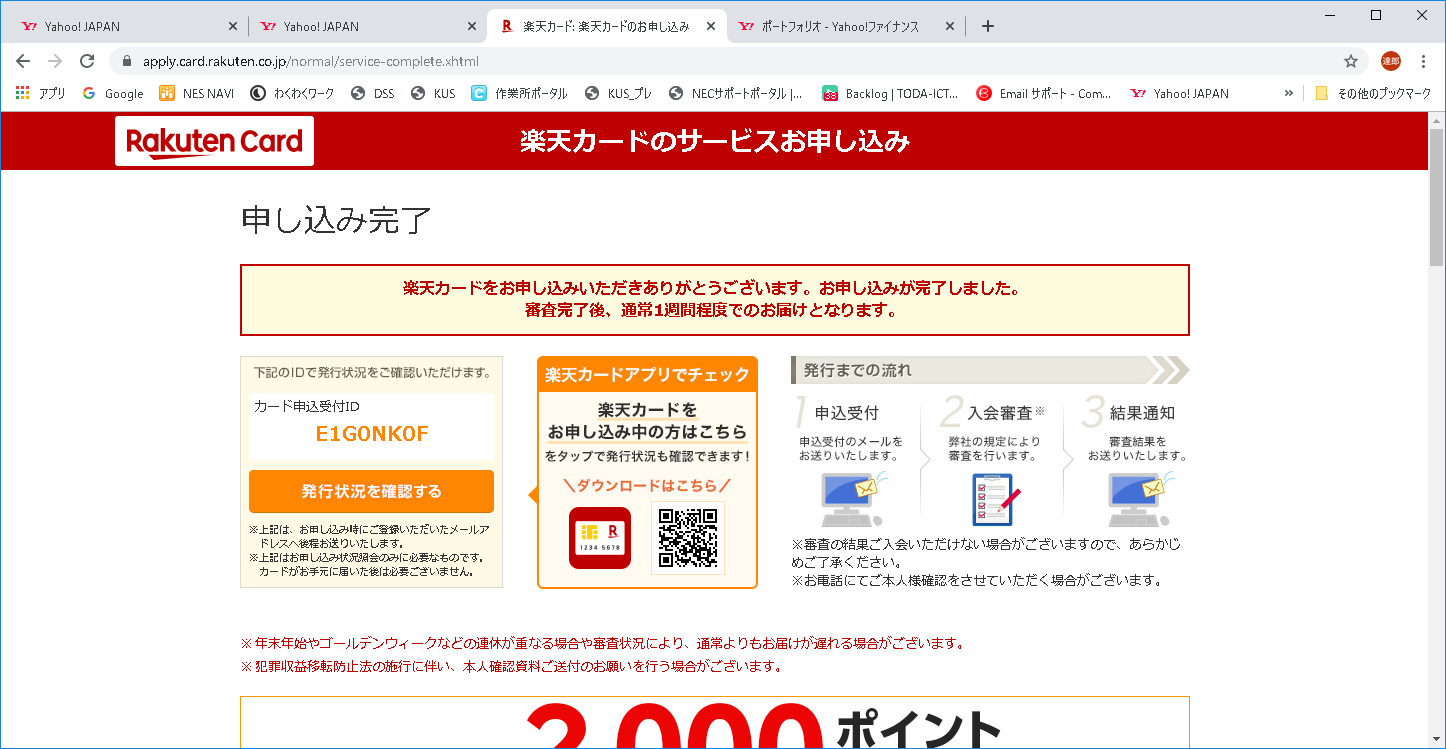 Yahoo! JAPAN
Yahoo! JAPAN
楽天カード: 楽天カードのお申し込み
ポートフォリオ - Yahoo!ファイナンス
apply.card.rakuten.co.jp/normal/service-complete.xhtml
達郎
アプリ
Google
NES NAVI
わくわくワーク
DSS
KUS
作業所ポータル
KUS_プレ
NECサポートポータル |...
Backlog | TODA-ICT...
Email サポート - Com...
Yahoo! JAPAN
»
その他のブックマーク
Rakuten Card
楽天カードのサービスお申し込み
申し込み完了
楽天カードをお申し込みいただきありがとうございます。お申し込みが完了しました。
審査完了後、通常1週間程度でのお届けとなります。
下記のIDで発行状況をご確認いただけます。
カード申込受付ID
E1G0NK0F
発行状況を確認する
※上記は、お申し込み時にご登録いただいたメールア
ドレスへ後程お送りいたします。
※上記はお申し込み状況照会のみに必要なものです。
カードがお手元に届いた後は必要ございません。
楽天カードアプリでチェック
楽天カードを
お申し込み中の方はこちら
をタップで発行状況も確認できます!
\ダウンロードはこちら/
R
1234 5678
発行までの流れ
1 申込受付
申込受付のメールを
お送りいたします。
2 入会審査※
弊社の規定により
審査を行います。
3 結果通知
審査結果を
お送りいたします。
※審査の結果ご入会いただけない場合がございますので、あらかじ
めご了承ください。
※お電話にてご本人様確認をさせていただく場合がございます。
※ 年末年始やゴールデンウィークなどの連休が重なる場合や審査状況により、通常よりもお届けが遅れる場合がございます。
※ 犯罪収益移転防止法の施行に伴い、本人確認資料ご送付のお願いを行う場合がございます。
2,000 ポイント